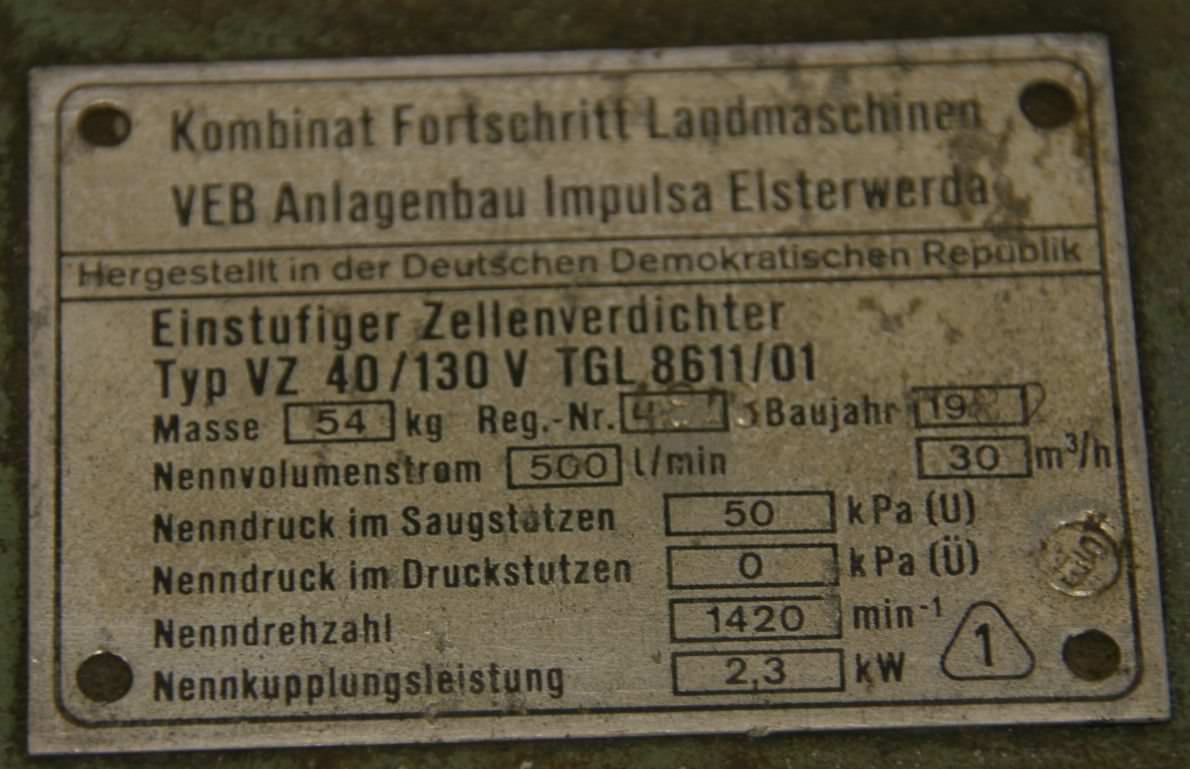 Kombinat Fortschritt Landmaschinen
VEB Anlagenbau Impulsa Elsterwerda
Hergestellt in der Deutschen Demokratischen Republik
Einstufiger Zellenverdichter
Typ VZ 40/130 V TGL 8611/01
Masse 54 kg Reg.-Nr. Baujahr
Nennvolumenstrom 500 l/min 30 m³/h
Nenndruck im Saugstutzen 50 kPa (U)
Nenndruck im Druckstutzen 0 kPa (Ü)
Nenndrehzahl 1420 min⁻¹
Nennkupplungsleistung 2,3 kW
1